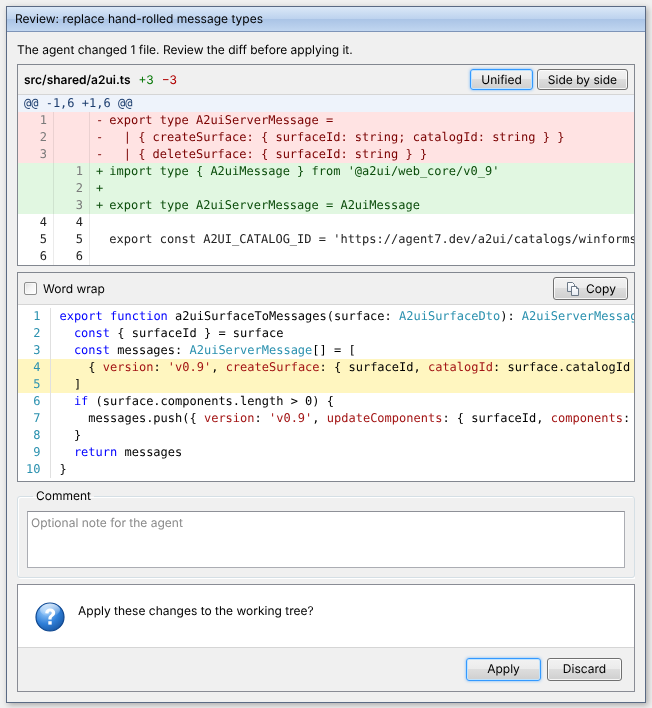 Review: replace hand-rolled message types
The agent changed 1 file. Review the diff before applying it.
src/shared/a2ui.ts +3 −3 Unified Side by side
@@ -1,6 +1,6 @@
1 - export type A2uiServerMessage =
2 -   | { createSurface: { surfaceId: string; catalogId: string } }
3 -   | { deleteSurface: { surfaceId: string } }
1 + import type { A2uiMessage } from '@a2ui/web_core/v0_9'
2 +
3 + export type A2uiServerMessage = A2uiMessage
4 4
5 5 export const A2UI_CATALOG_ID = 'https://agent7.dev/a2ui/catalogs/winforms
6 6
Word wrap Copy
1 export function a2uiSurfaceToMessages(surface: A2uiSurfaceDto): A2uiServerMessag
2   const { surfaceId } = surface
3   const messages: A2uiServerMessage[] = [
4     { version: 'v0.9', createSurface: { surfaceId, catalogId: surface.catalogId
5   ]
6   if (surface.components.length > 0) {
7     messages.push({ version: 'v0.9', updateComponents: { surfaceId, components:
8   }
9   return messages
10 }
Comment
Optional note for the agent
Apply these changes to the working tree?
Apply Discard